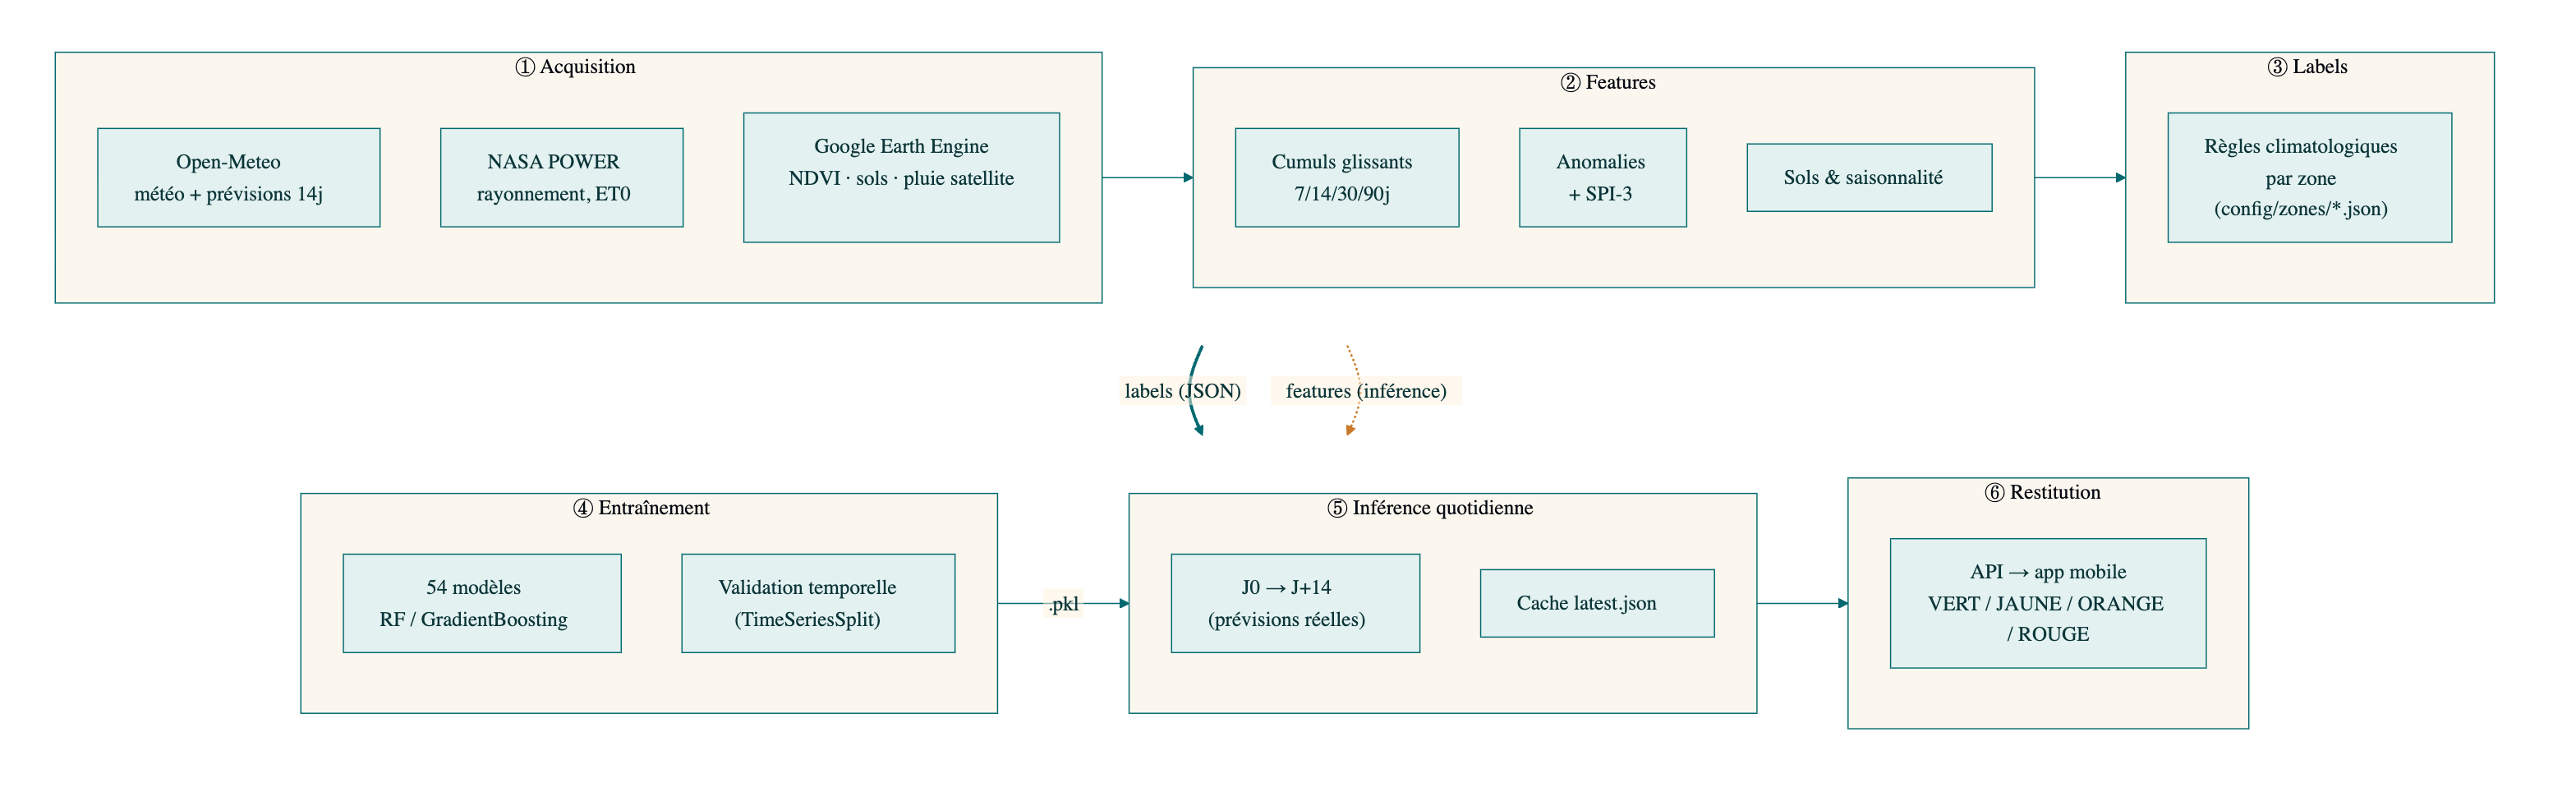 ① Acquisition
Open-Meteo
météo + prévisions 14j
NASA POWER
rayonnement, ET0
Google Earth Engine
NDVI · sols · pluie satellite
② Features
Cumuls glissants
7/14/30/90j
Anomalies
+ SPI-3
Sols & saisonnalité
③ Labels
Règles climatologiques
par zone
(config/zones/*.json)
labels (JSON)
features (inférence)
④ Entraînement
54 modèles
RF / GradientBoosting
Validation temporelle
(TimeSeriesSplit)
.pkl
⑤ Inférence quotidienne
J0 → J+14
(prévisions réelles)
Cache latest.json
⑥ Restitution
API → app mobile
VERT / JAUNE / ORANGE
/ ROUGE